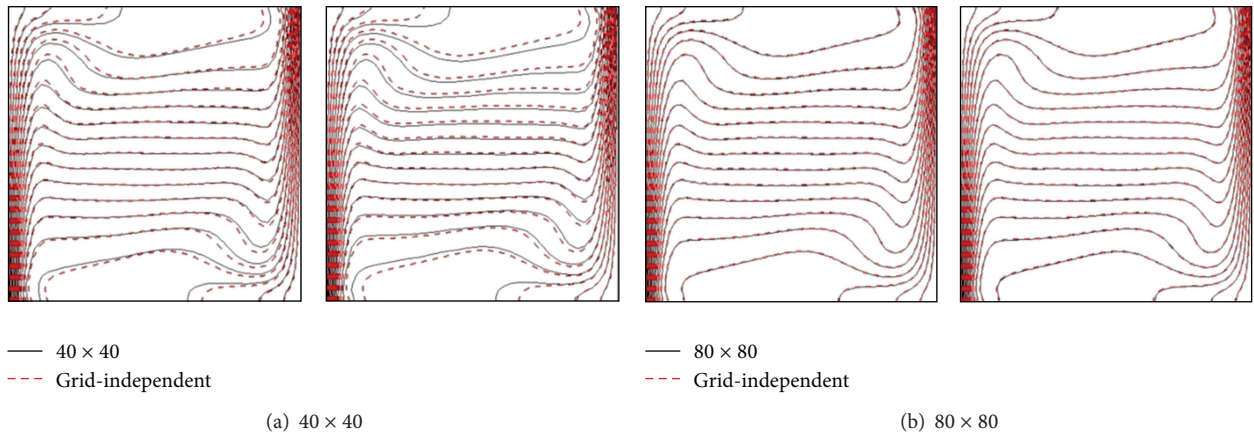 40 × 40
Grid-independent
(a) 40 × 40
80 × 80
Grid-independent
(b) 80 × 80